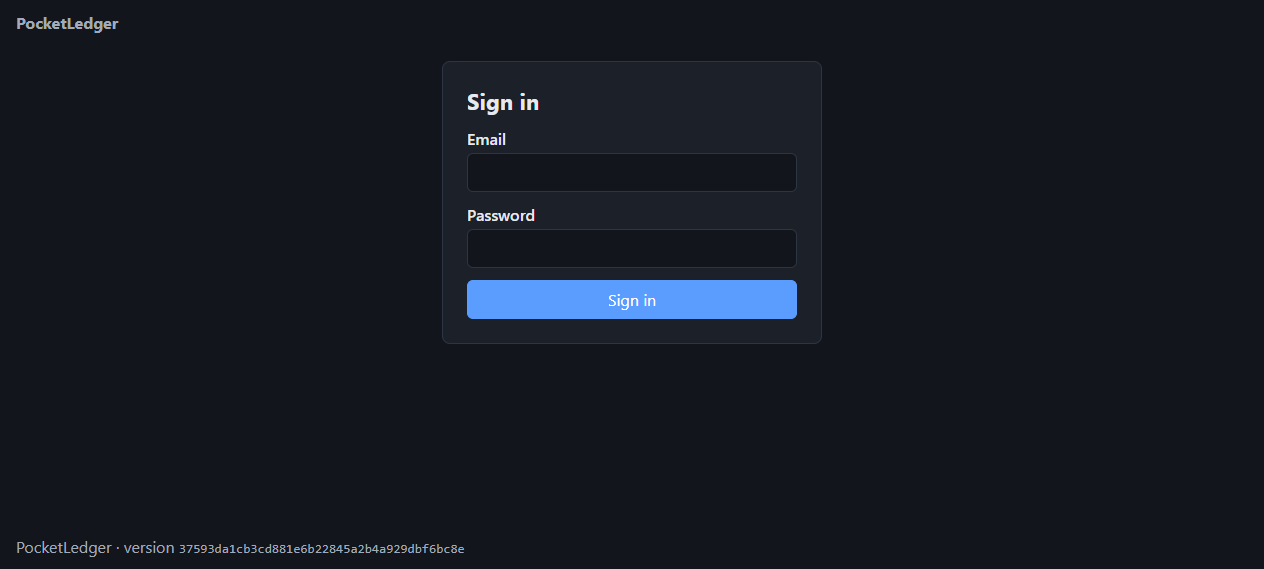 PocketLedger
Sign in
Email
Password
Sign in
PocketLedger · version 37593da1cb3cd881e6b22845a2b4a929dbf6bc8e